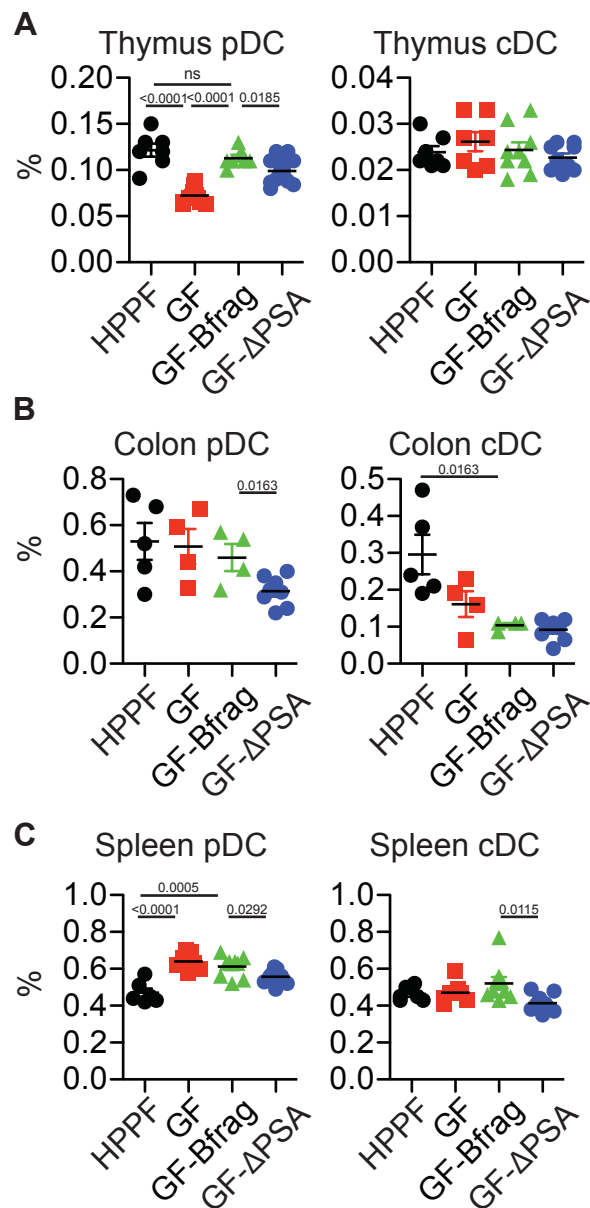 A
Thymus pDC
Thymus cDC
ns
<0.0001
<0.0001
0.0185
%
0.20
0.15
0.10
0.05
0.00
HPPF
GF
GF-Bfrag
GF-ΔPSA
0.04
0.03
0.02
0.01
0.00
HPPF
GF
GF-Bfrag
GF-ΔPSA
B
Colon pDC
Colon cDC
0.0163
%
0.8
0.6
0.4
0.2
0.0
HPPF
GF
GF-Bfrag
GF-ΔPSA
0.0163
0.5
0.4
0.3
0.2
0.1
0.0
HPPF
GF
GF-Bfrag
GF-ΔPSA
C
Spleen pDC
Spleen cDC
0.0005
<0.0001
0.0292
%
1.0
0.8
0.6
0.4
0.2
0.0
HPPF
GF
GF-Bfrag
GF-ΔPSA
0.0115
1.0
0.8
0.6
0.4
0.2
0.0
HPPF
GF
GF-Bfrag
GF-ΔPSA